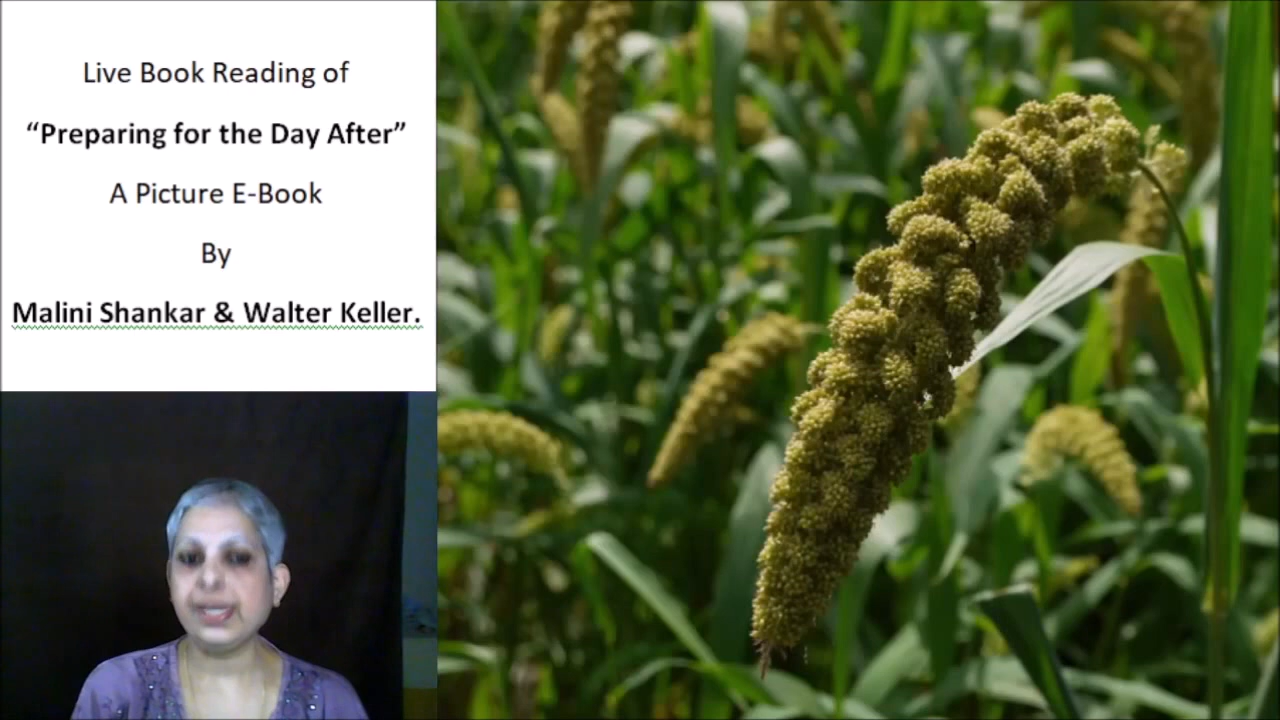 Live Book Reading of
“Preparing for the Day After”
A Picture E-Book
By
Malini Shankar & Walter Keller.